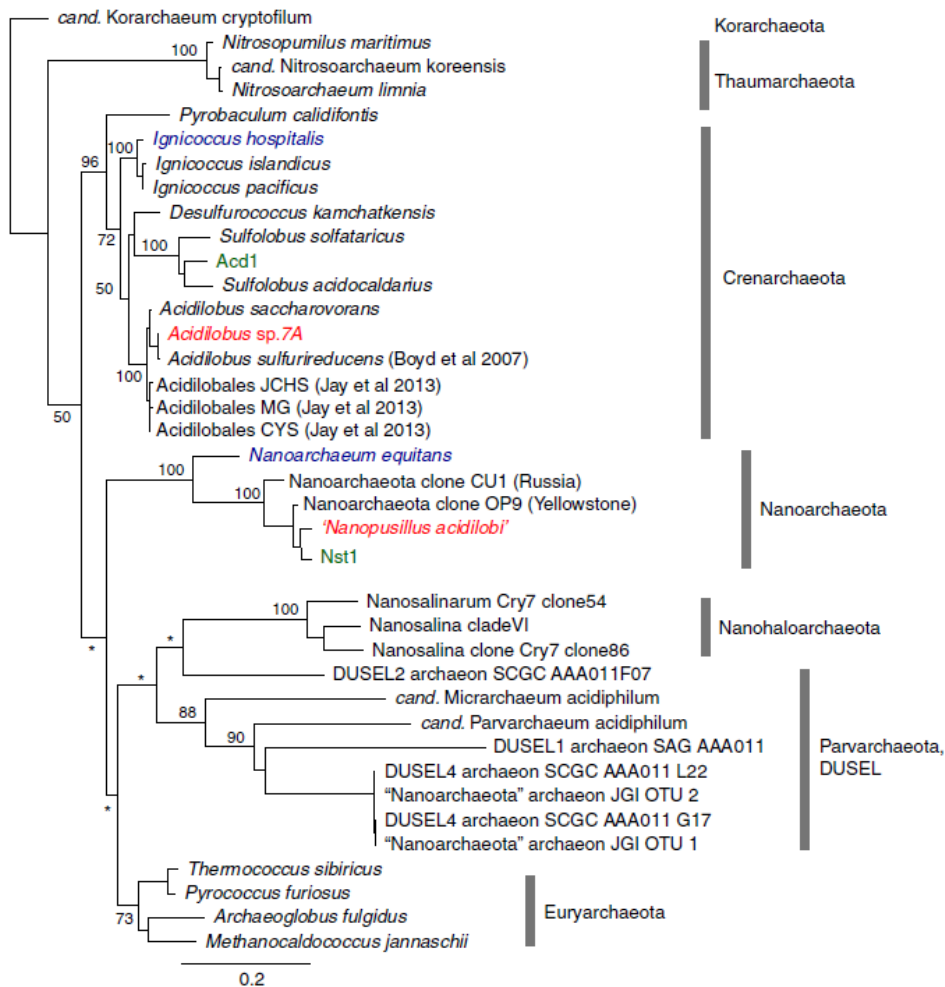 cand. Korarchaeum cryptofilum
Korarchaeota
Nitrosopumilus maritimus
100
cand. Nitrosoarchaeum koreensis
Thaumarchaeota
Nitrosoarchaeum limnia
Pyrobaculum calidifontis
Ignicoccus hospitalis
100
96
Ignicoccus islandicus
Ignicoccus pacificus
Desulfurococcus kamchatkensis
72
Sulfolobus solfataricus
100
Acd1
Crenarchaeota
50
Sulfolobus acidocaldarius
Acidilobus saccharovorans
Acidilobus sp.7A
Acidilobus sulfurireducens (Boyd et al 2007)
100
Acidilobales JCHS (Jay et al 2013)
Acidilobales MG (Jay et al 2013)
50
Acidilobales CYS (Jay et al 2013)
Nanoarchaeum equitans
100
Nanoarchaeota clone CU1 (Russia)
100
Nanoarchaeota clone OP9 (Yellowstone)
Nanoarchaeota
‘Nanopusillus acidilobi’
Nst1
Nanosalinarum Cry7 clone54
100
Nanosalina cladeVI
Nanohaloarchaeota
*
*
Nanosalina clone Cry7 clone86
*
DUSEL2 archaeon SCGC AAA011F07
cand. Micrarchaeum acidiphilum
88
cand. Parvarchaeum acidiphilum
90
DUSEL1 archaeon SAG AAA011
Parvarchaeota,
DUSEL
DUSEL4 archaeon SCGC AAA011 L22
“Nanoarchaeota” archaeon JGI OTU 2
*
DUSEL4 archaeon SCGC AAA011 G17
“Nanoarchaeota” archaeon JGI OTU 1
Thermococcus sibiricus
Pyrococcus furiosus
73
Archaeoglobus fulgidus
Euryarchaeota
Methanocaldococcus jannaschii
0.2